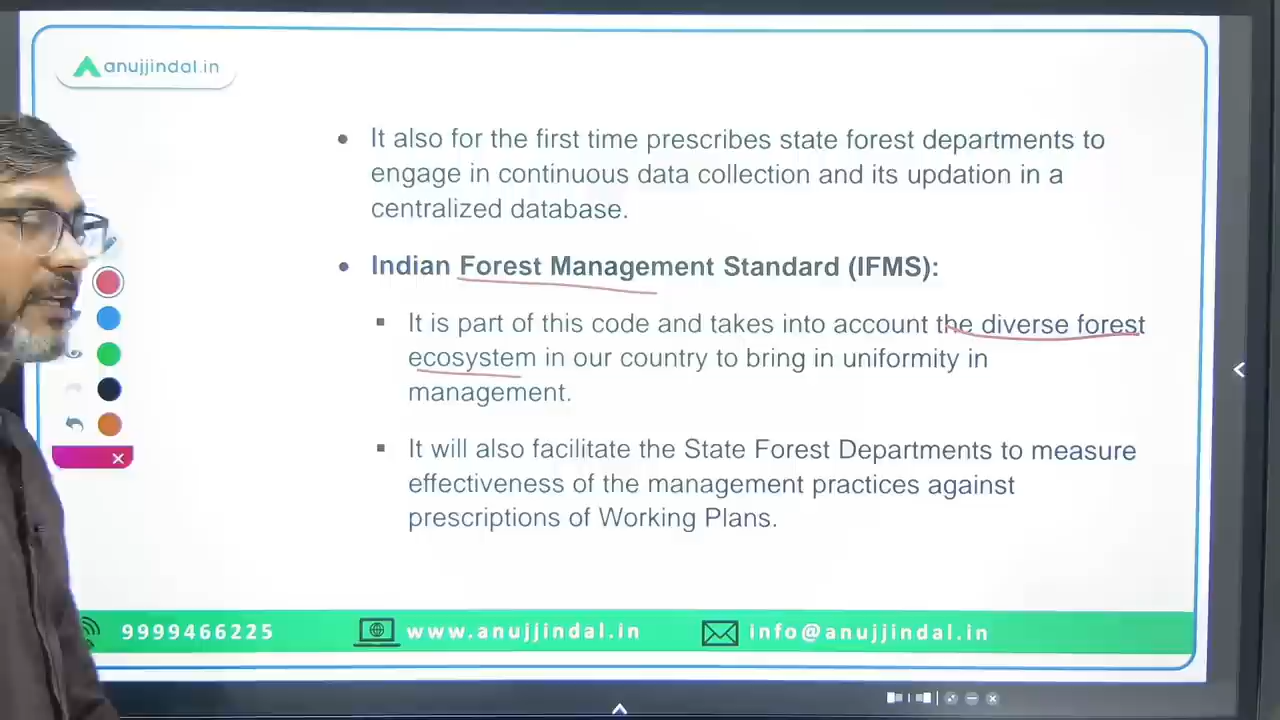 anujjindal.in
• It also for the first time prescribes state forest departments to
engage in continuous data collection and its updation in a
centralized database.
• Indian Forest Management Standard (IFMS):
▪ It is part of this code and takes into account the diverse forest
ecosystem in our country to bring in uniformity in
management.
▪ It will also facilitate the State Forest Departments to measure
effectiveness of the management practices against
prescriptions of Working Plans.
9999466225 www.anujjindal.in info@anujjindal.in